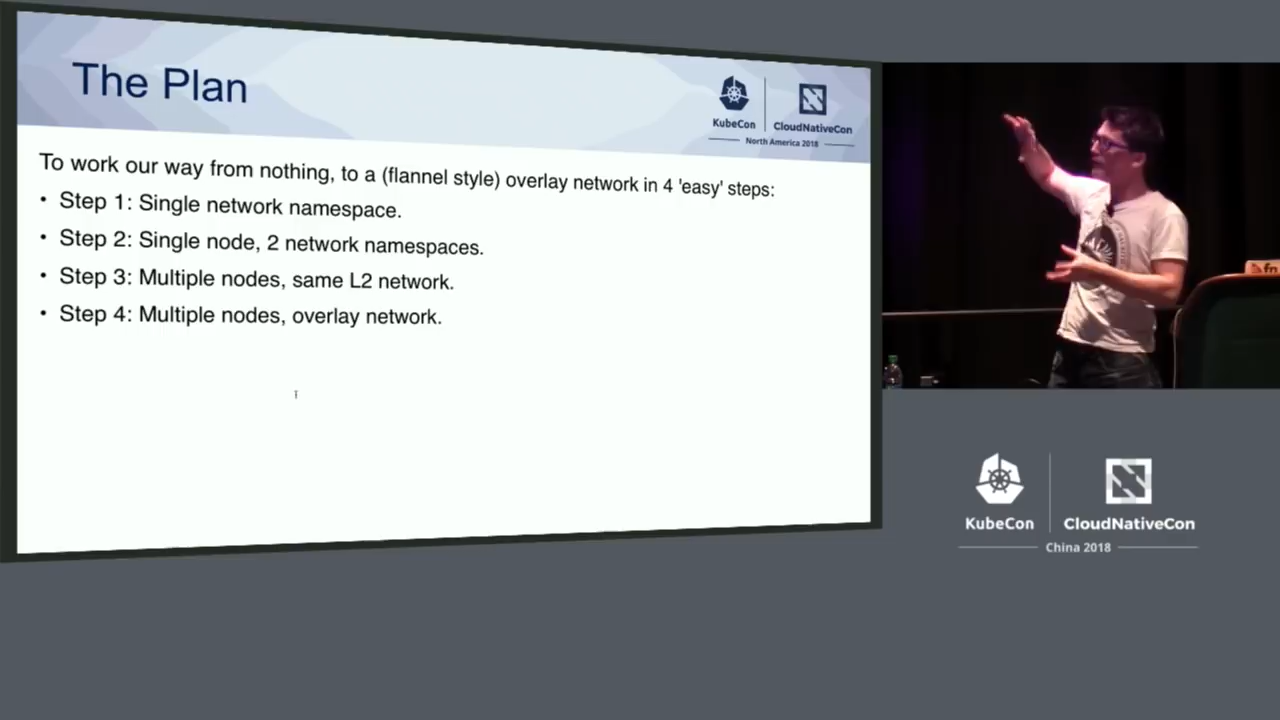 The Plan
KubeCon
CloudNativeCon
North America 2018
To work our way from nothing, to a (flannel style) overlay network in 4 'easy' steps:
• Step 1: Single network namespace.
• Step 2: Single node, 2 network namespaces.
• Step 3: Multiple nodes, same L2 network.
• Step 4: Multiple nodes, overlay network.
fn
KubeCon
CloudNativeCon
China 2018